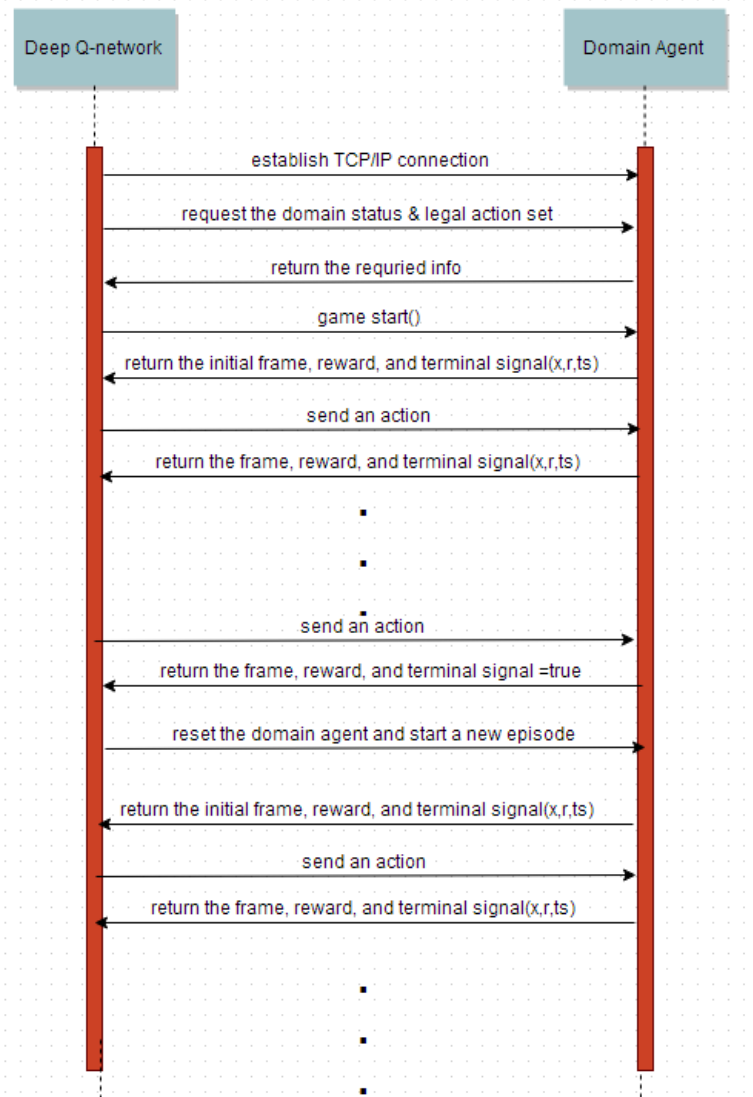 Deep Q-network
Domain Agent
establish TCP/IP connection
request the domain status & legal action set
return the requried info
game start()
return the initial frame, reward, and terminal signal(x,r,ts)
send an action
return the frame, reward, and terminal signal(x,r,ts)
send an action
return the frame, reward, and terminal signal =true
reset the domain agent and start a new episode
return the initial frame, reward, and terminal signal(x,r,ts)
send an action
return the frame, reward, and terminal signal(x,r,ts)